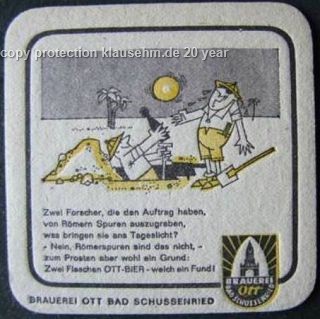 copy protection klausehm.de 20 year
Zwei Forscher, die den Auftrag haben,
von Römern Spuren auszugraben,
was bringen sie ans Tageslicht?
- Nein, Römerspuren sind das nicht, -
zum Prosten aber wohl ein Grund:
Zwei Flaschen OTT-BIER - welch ein Fund!
BRAUEREI
ott
BAD SCHUSSENRIED
BRAUEREI OTT BAD SCHUSSENRIED